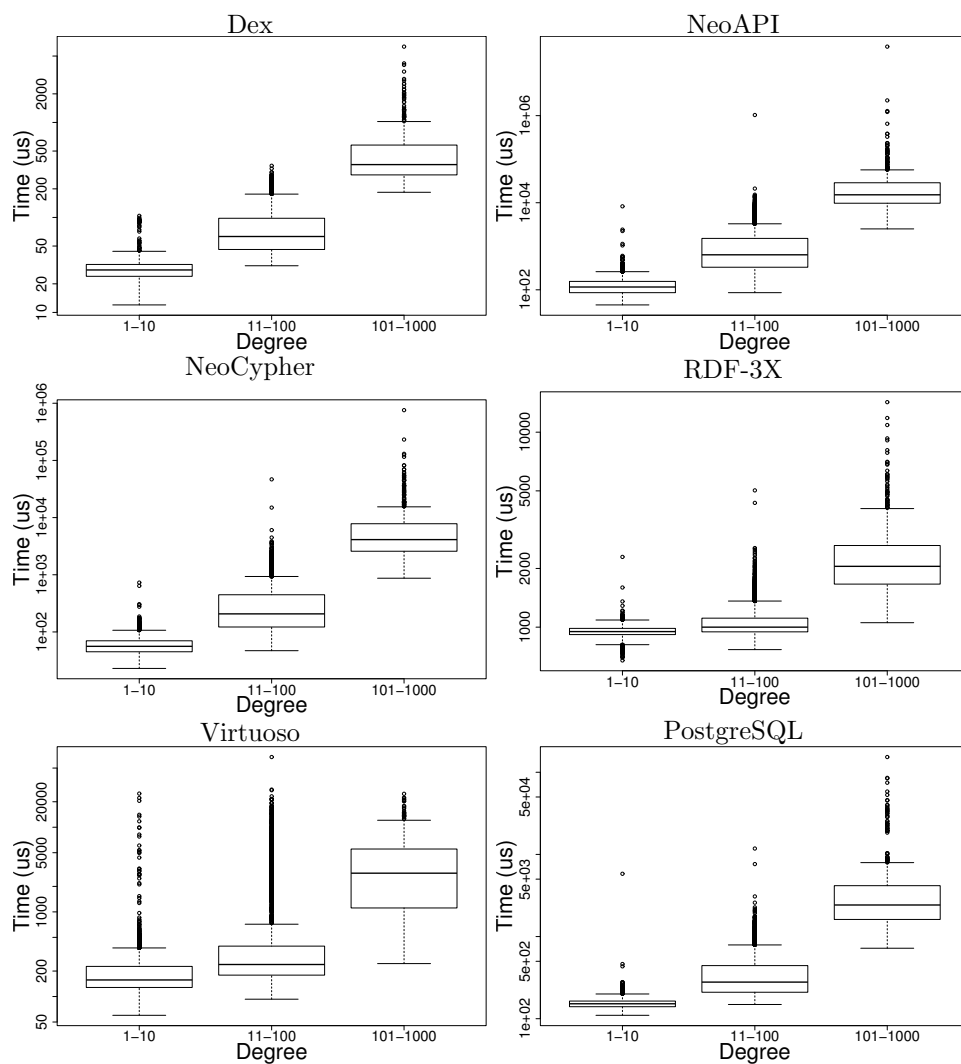 Dex
Time (us)
10 20 50 200 500 2000
1−10 11−100 101−1000
Degree
NeoAPI
Time (us)
1e+02 1e+04 1e+06
1−10 11−100 101−1000
Degree
NeoCypher
Time (us)
1e+02 1e+03 1e+04 1e+05 1e+06
1−10 11−100 101−1000
Degree
RDF-3X
Time (us)
1000 2000 5000 10000
1−10 11−100 101−1000
Degree
Virtuoso
Time (us)
50 200 1000 5000 20000
1−10 11−100 101−1000
Degree
PostgreSQL
Time (us)
1e+02 5e+02 5e+03 5e+04
1−10 11−100 101−1000
Degree